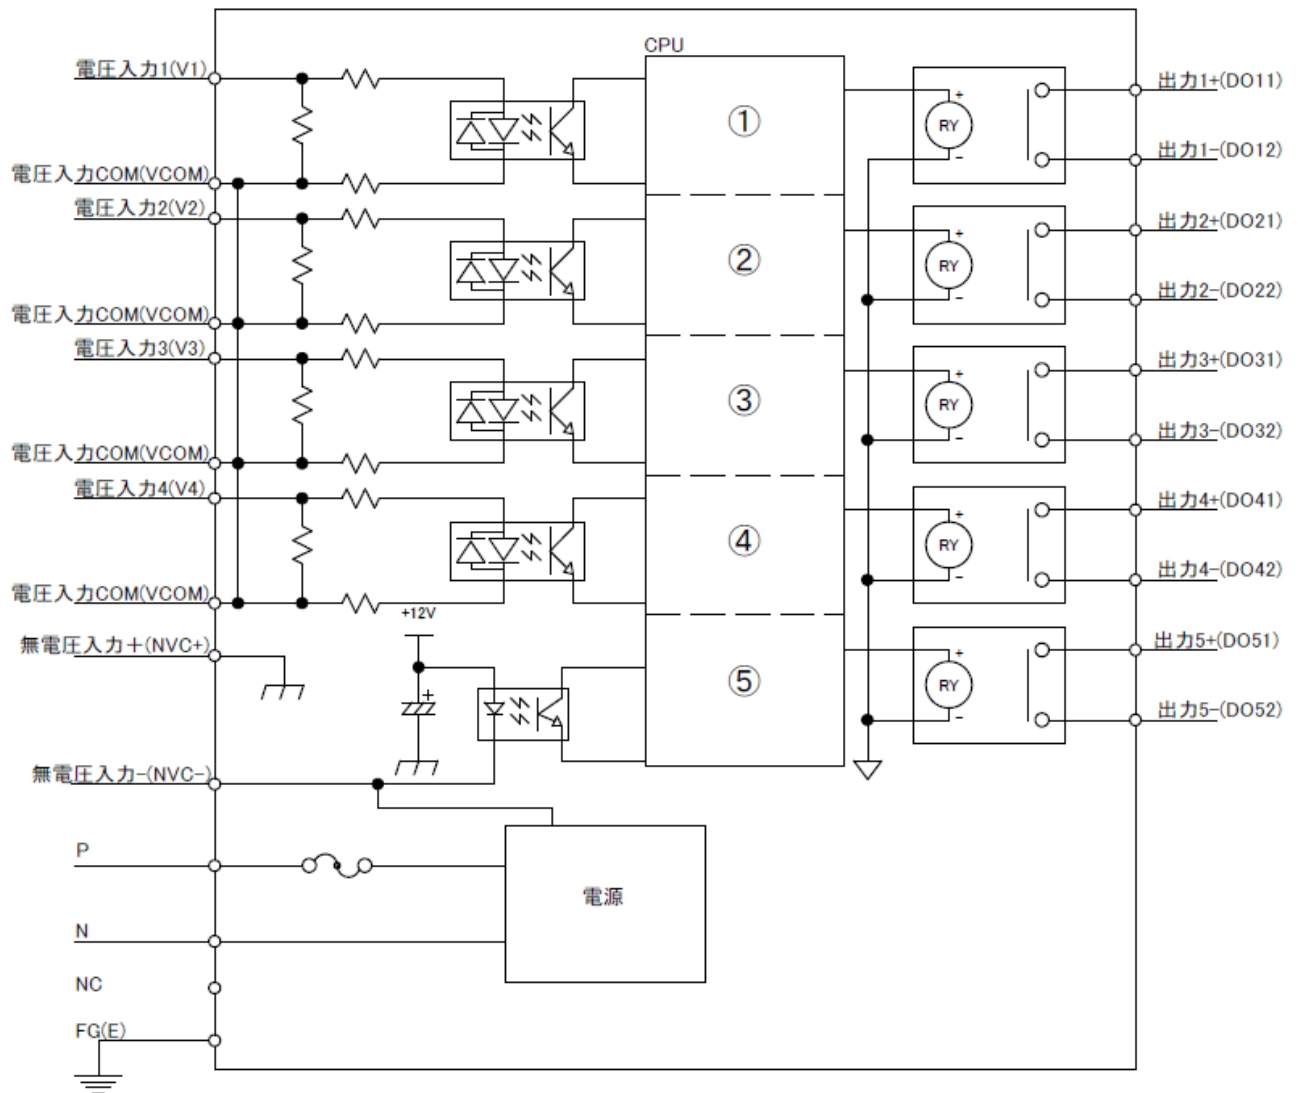 CPU
電圧入力1(V1)
電圧入力COM(VCOM)
電圧入力2(V2)
電圧入力COM(VCOM)
電圧入力3(V3)
電圧入力COM(VCOM)
電圧入力4(V4)
電圧入力COM(VCOM)
無電圧入力＋(NVC+)
無電圧入力-(NVC-)
P
N
NC
FG(E)
+12V
+
電源
①
②
③
④
⑤
+
RY
-
+
RY
-
+
RY
-
+
RY
-
+
RY
-
出力1+(DO11)
出力1-(DO12)
出力2+(DO21)
出力2-(DO22)
出力3+(DO31)
出力3-(DO32)
出力4+(DO41)
出力4-(DO42)
出力5+(DO51)
出力5-(DO52)